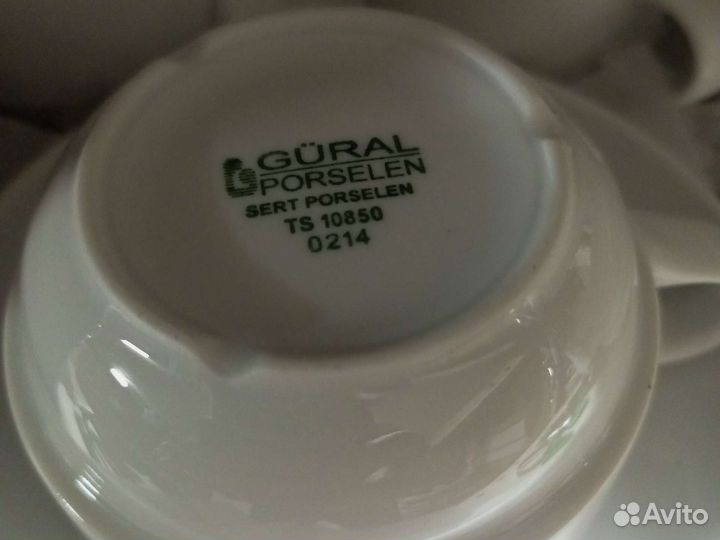 GÜRAL
PORSELEN
SERT PORSELEN
TS 10850
0214
Avito